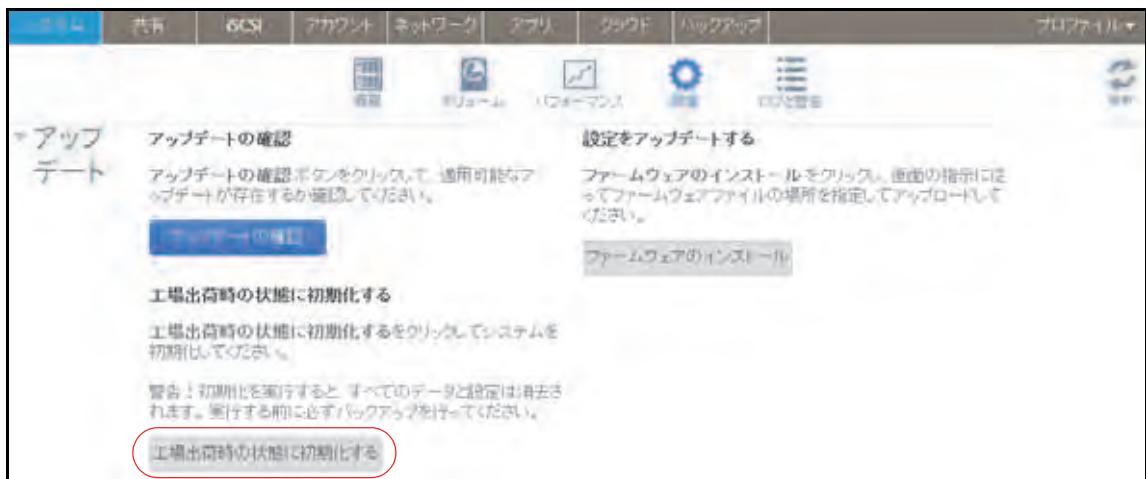 システム
共有
iSCSI
アカウント
ネットワーク
アプリ
クラウド
バックアップ
プロファイル▼
概要
ボリューム
パフォーマンス
設定
ログと警告
アップ
デート
アップデートの確認
アップデートの確認ボタンをクリックして、適用可能なア
ップデートが存在するか確認してください。
アップデートの確認
工場出荷時の状態に初期化する
工場出荷時の状態に初期化するをクリックしてシステムを
初期化してください。
警告:初期化を実行すると、すべてのデータと設定は消去さ
れます。実行する前に必ずバックアップを行ってください。
工場出荷時の状態に初期化する
設定をアップデートする
ファームウェアのインストールをクリックし、画面の指示に従
ってファームウェアファイルの場所を指定してアップロードして
ください。
ファームウェアのインストール